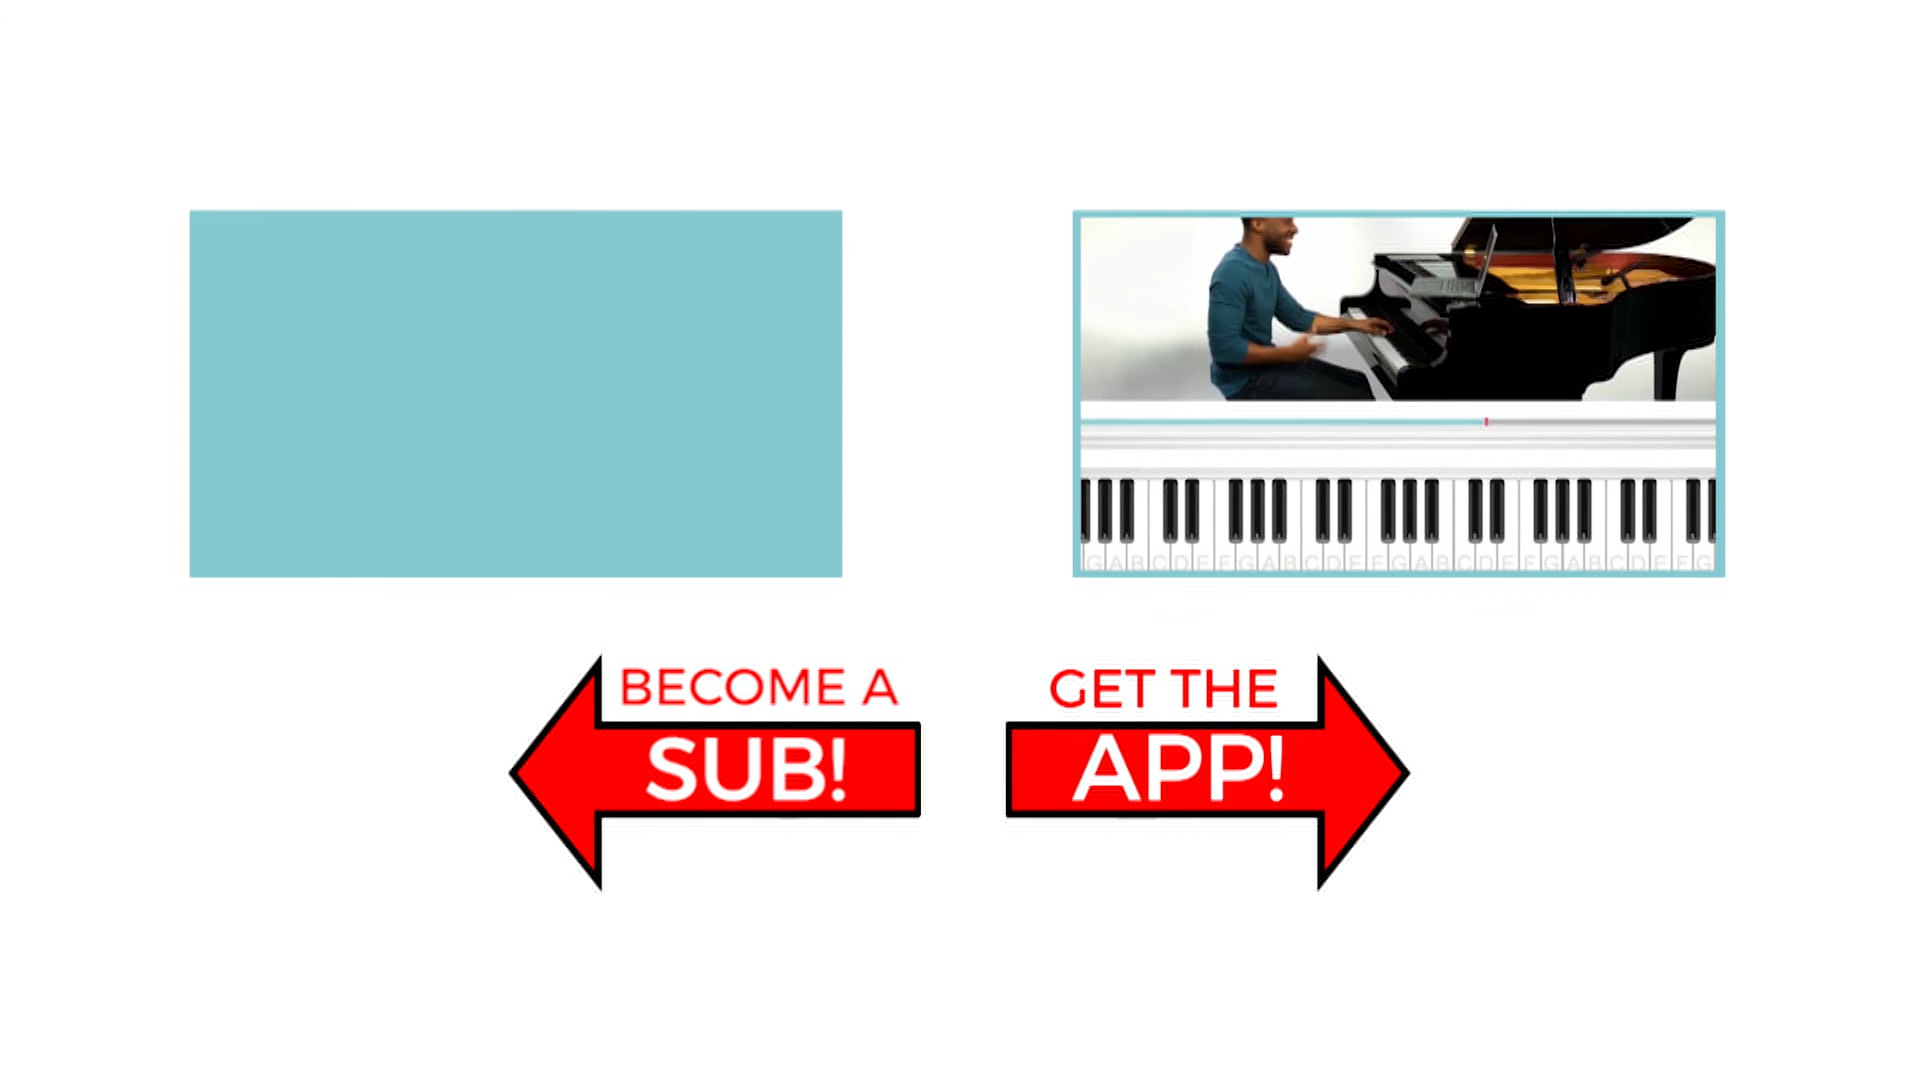 G A B C D E F G A B C D E F G A B C D E F G A B C D E F G
BECOME A
SUB!
GET THE
APP!